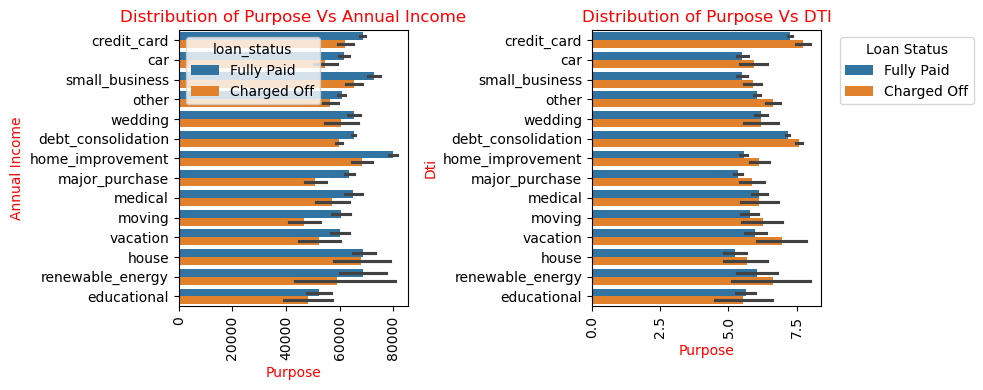 Distribution of Purpose Vs Annual Income
Annual Income
credit_card
car
small_business
other
wedding
debt_consolidation
home_improvement
major_purchase
medical
moving
vacation
house
renewable_energy
educational
loan_status
Fully Paid
Charged Off
0
20000
40000
60000
80000
Purpose
Distribution of Purpose Vs DTI
Dti
credit_card
car
small_business
other
wedding
debt_consolidation
home_improvement
major_purchase
medical
moving
vacation
house
renewable_energy
educational
0.0
2.5
5.0
7.5
Purpose
Loan Status
Fully Paid
Charged Off